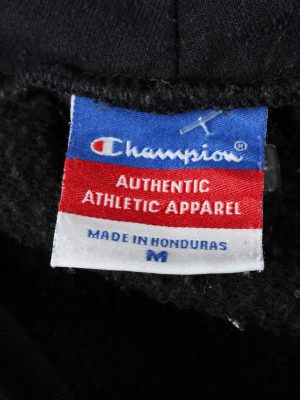 Champion®
AUTHENTIC
ATHLETIC APPAREL
MADE IN HONDURAS
M